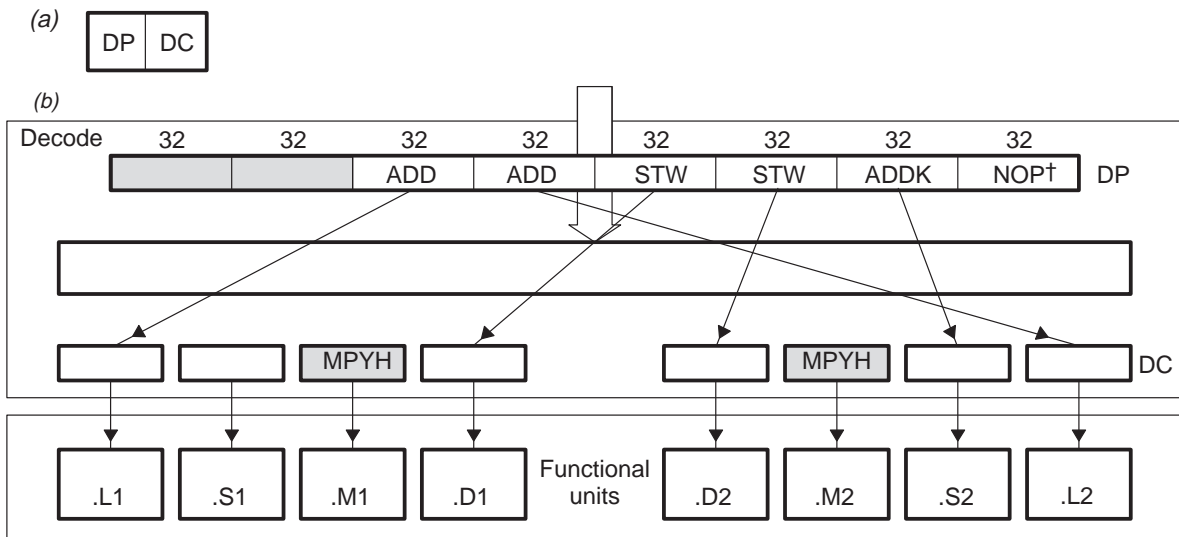 (a)
DP DC
(b)
Decode 32 32 32 32 32 32 32 32
ADD ADD STW STW ADDK NOP† DP
MPYH MPYH DC
.L1 .S1 .M1 .D1 Functional units .D2 .M2 .S2 .L2